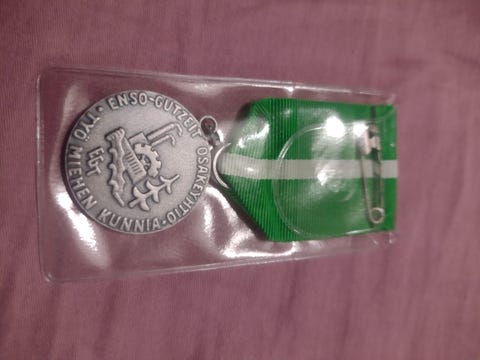 ENSO-GUTZEIT OSAKEYHTIÖ
TYÖ MIEHEN KUNNIA